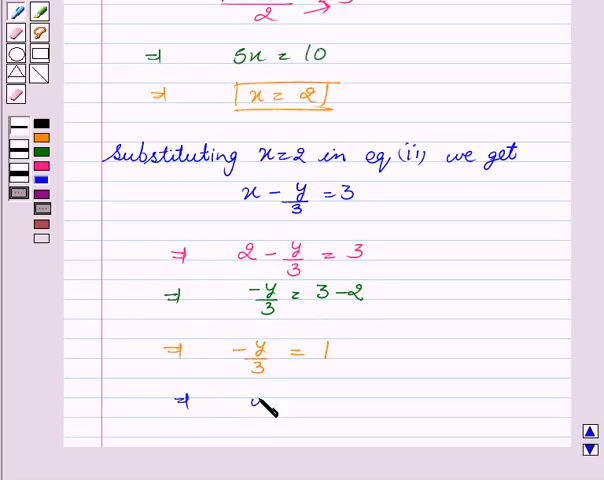 2
⇒ 5x = 10
⇒ x = 2
Substituting x=2 in eq (ii) we get
x - y/3 = 3
⇒ 2 - y/3 = 3
⇒ -y/3 = 3-2
⇒ -y/3 = 1
⇒